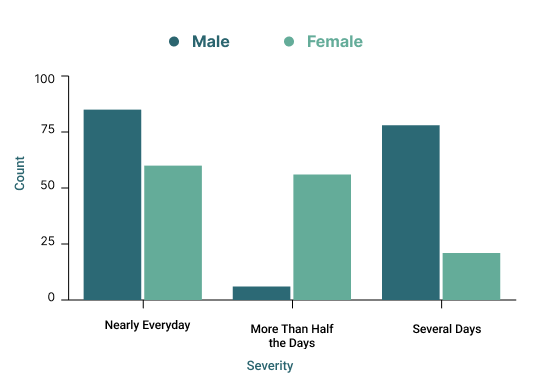 Male Female
100
75
50
25
0
Count
Nearly Everyday
More Than Half
the Days
Several Days
Severity